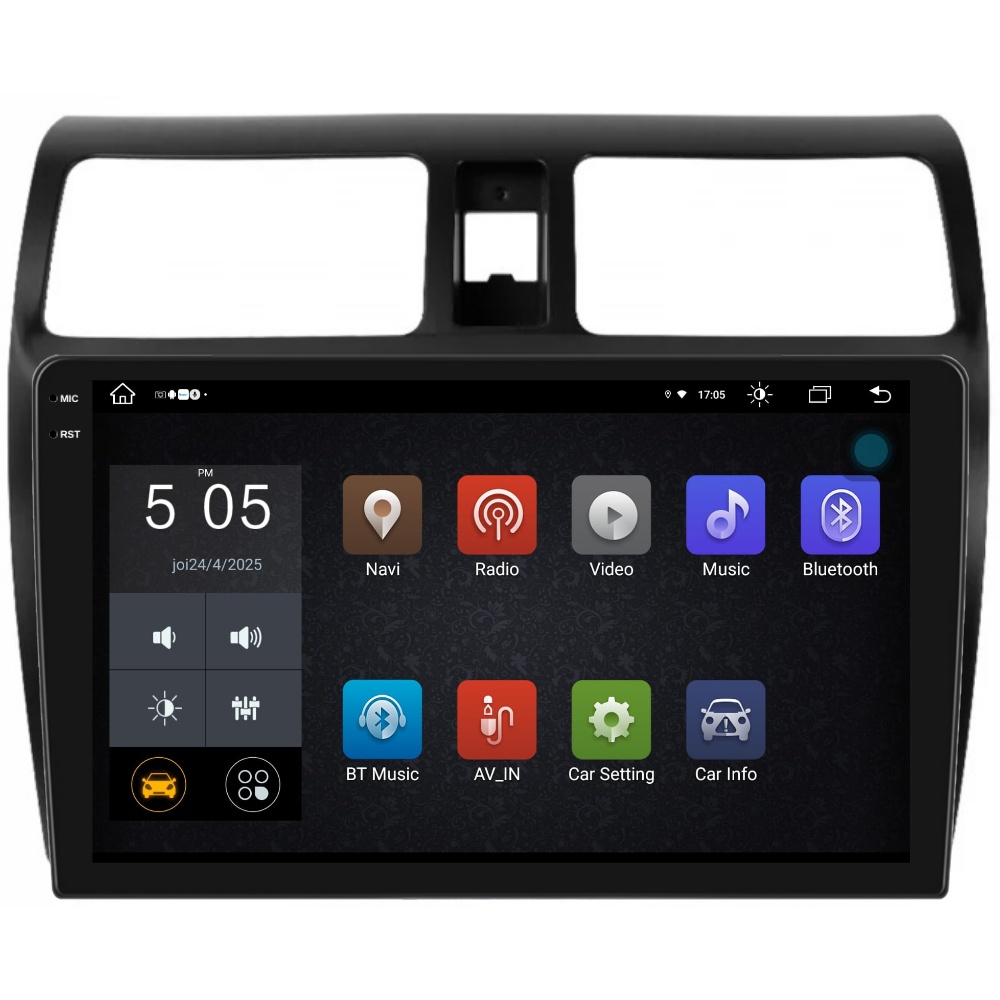 MIC
RST
17:05
PM
5 05
joi24/4/2025
Navi
Radio
Video
Music
Bluetooth
BT Music
AV_IN
Car Setting
Car Info